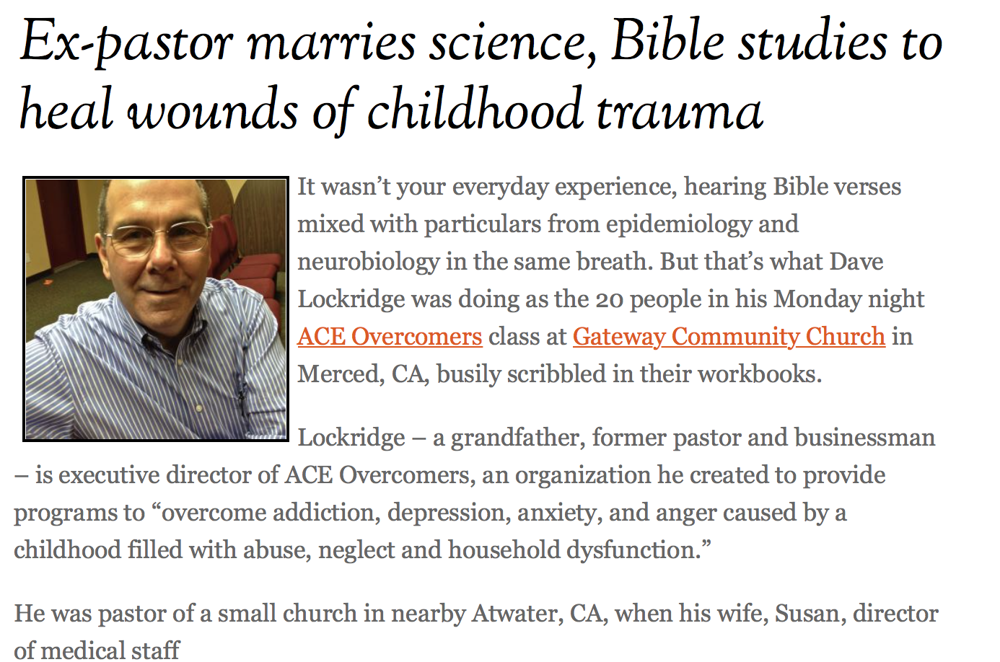 Ex-pastor marries science, Bible studies to
heal wounds of childhood trauma
It wasn’t your everyday experience, hearing Bible verses
mixed with particulars from epidemiology and
neurobiology in the same breath. But that’s what Dave
Lockridge was doing as the 20 people in his Monday night
ACE Overcomers class at Gateway Community Church in
Merced, CA, busily scribbled in their workbooks.
Lockridge – a grandfather, former pastor and businessman
– is executive director of ACE Overcomers, an organization he created to provide
programs to “overcome addiction, depression, anxiety, and anger caused by a
childhood filled with abuse, neglect and household dysfunction.”
He was pastor of a small church in nearby Atwater, CA, when his wife, Susan, director
of medical staff